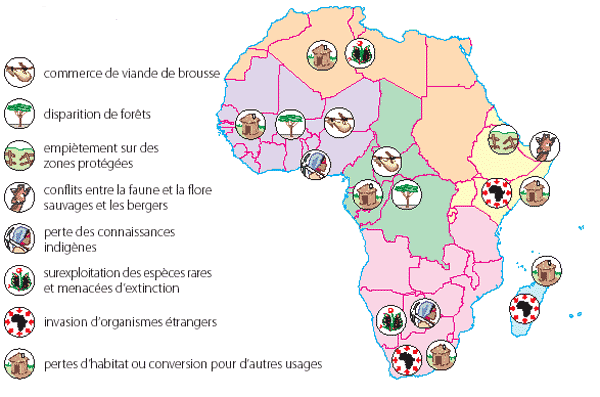 commerce de viande de brousse
disparition de forêts
empiètement sur des
zones protégées
conflits entre la faune et la flore
sauvages et les bergers
perte des connaissances
indigènes
surexploitation des espèces rares
et menacées d'extinction
invasion d'organismes étrangers
pertes d'habitat ou conversion pour d'autres usages